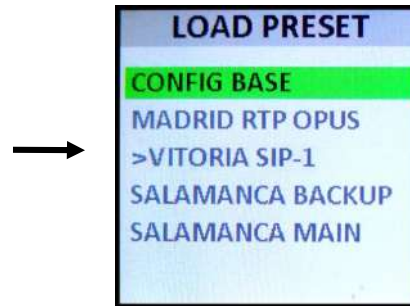 LOAD PRESET
CONFIG BASE
MADRID RTP OPUS
>VITORIA SIP-1
SALAMANCA BACKUP
SALAMANCA MAIN